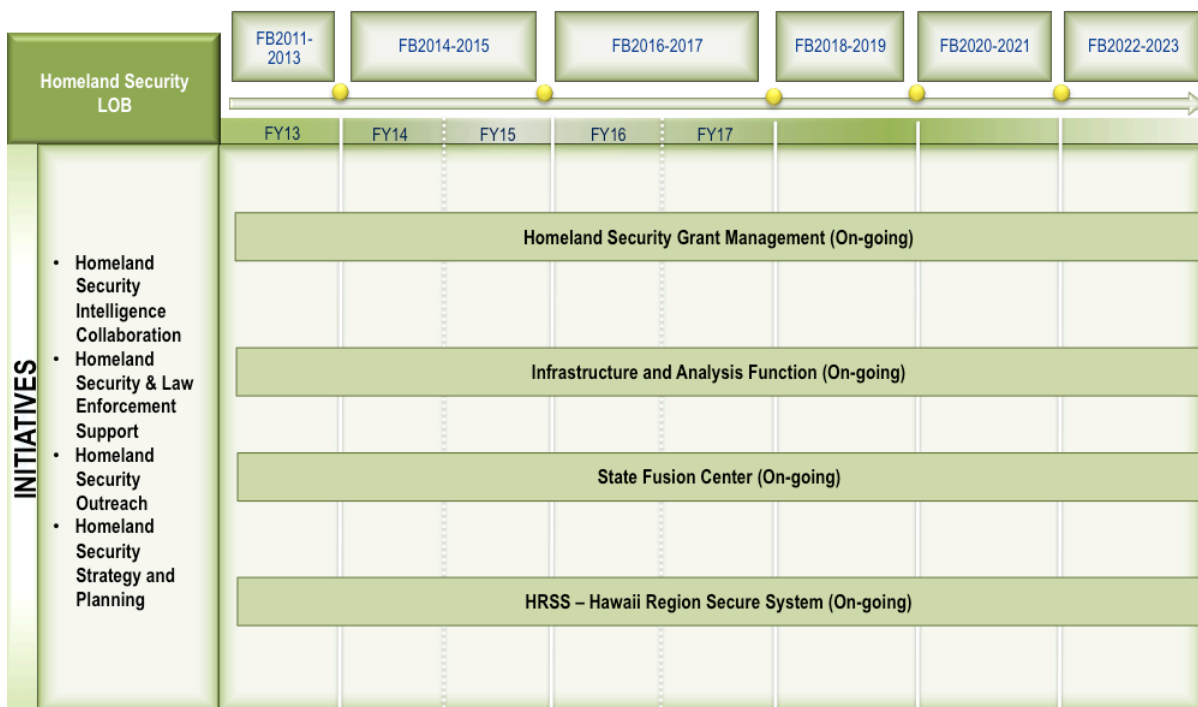 FB2011-
2013
FB2014-2015
FB2016-2017
FB2018-2019
FB2020-2021
FB2022-2023
Homeland Security
LOB
FY13
FY14
FY15
FY16
FY17
INITIATIVES
• Homeland
Security
Intelligence
Collaboration
• Homeland
Security & Law
Enforcement
Support
• Homeland
Security
Outreach
• Homeland
Security
Strategy and
Planning
Homeland Security Grant Management (On-going)
Infrastructure and Analysis Function (On-going)
State Fusion Center (On-going)
HRSS – Hawaii Region Secure System (On-going)